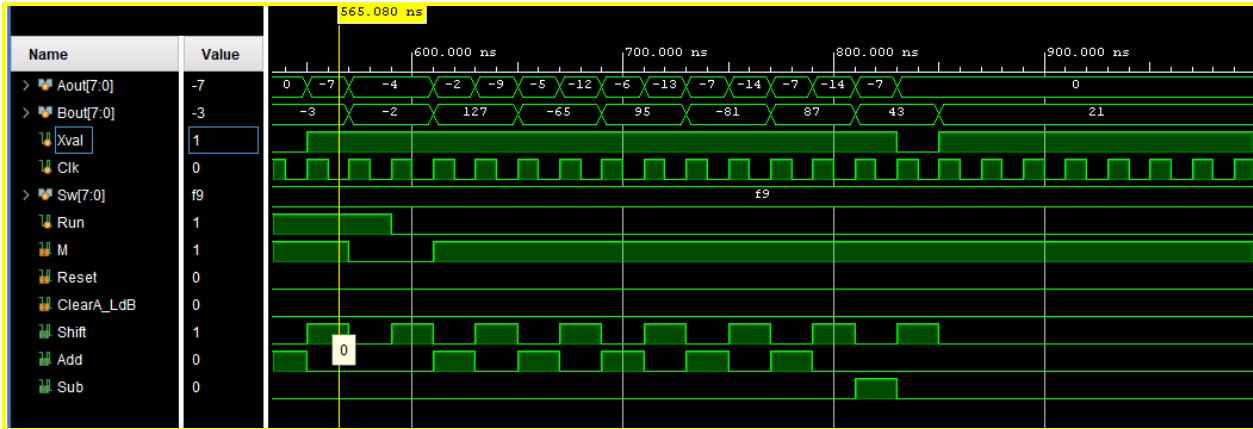 565.080 ns
Name Value 600.000 ns 700.000 ns 800.000 ns 900.000 ns
> Aout[7:0] -7 0 -7 -4 -2 -9 -5 -12 -6 -13 -7 -14 -7 -14 -7 0
> Bout[7:0] -3 -3 -2 127 -65 95 -81 87 43 21
Xval 1
Clk 0
> Sw[7:0] f9 f9
Run 1
M 1
Reset 0
ClearA_LdB 0
Shift 1
Add 0 0
Sub 0